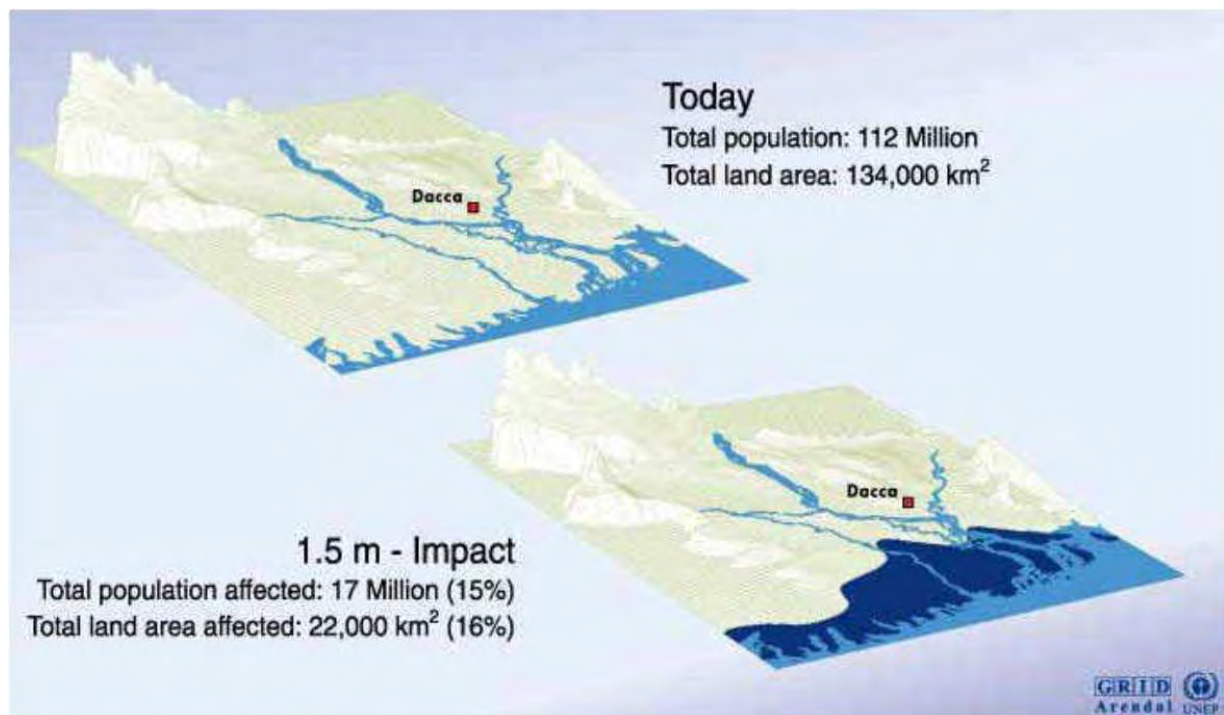 Today
Total population: 112 Million
Total land area: 134,000 km²
Dacca
Dacca
1.5 m - Impact
Total population affected: 17 Million (15%)
Total land area affected: 22,000 km² (16%)
GRID
Arendal UNEP